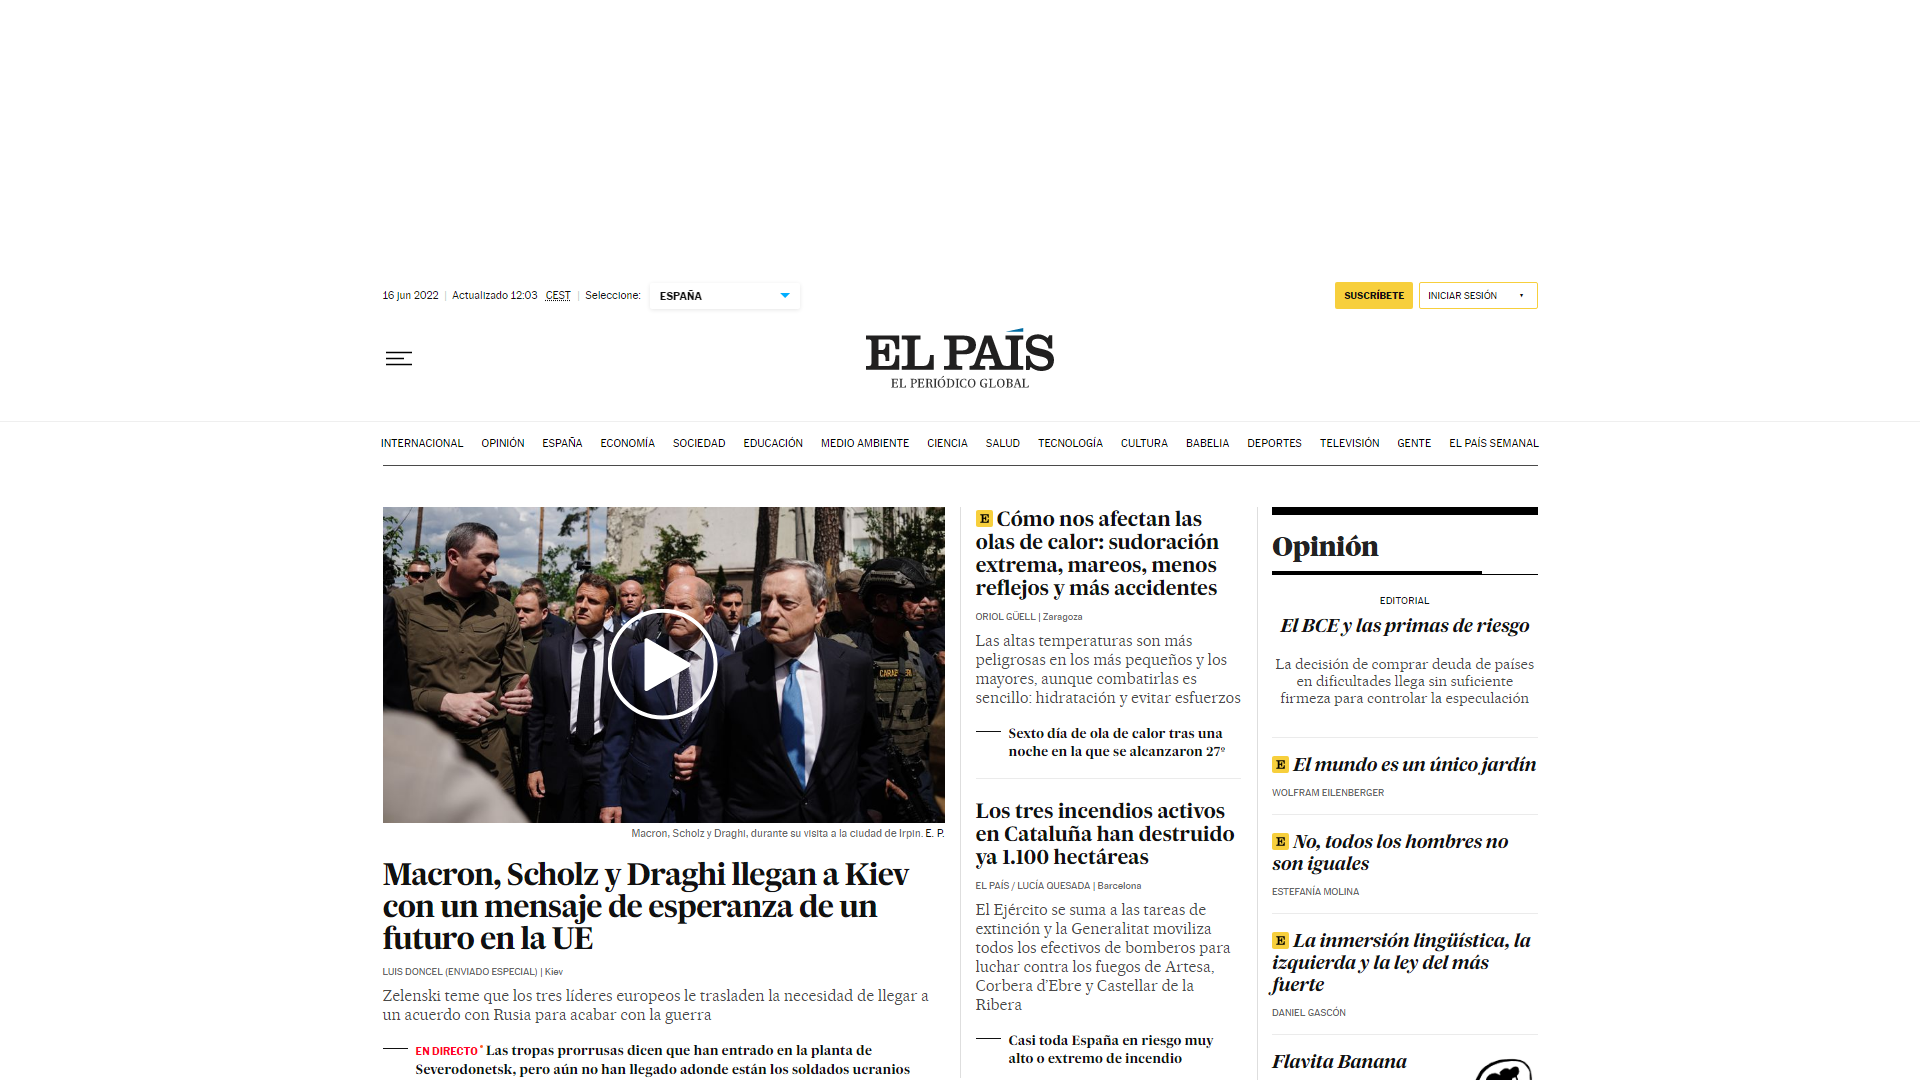 16 jun 2022 | Actualizado 12:03 CEST | Seleccione: ESPAÑA
SUSCRÍBETE
INICIAR SESIÓN
EL PAÍS
EL PERIÓDICO GLOBAL
INTERNACIONAL OPINIÓN ESPAÑA ECONOMÍA SOCIEDAD EDUCACIÓN MEDIO AMBIENTE CIENCIA SALUD TECNOLOGÍA CULTURA BABELIA DEPORTES TELEVISIÓN GENTE EL PAÍS SEMANAL
Macron, Scholz y Draghi, durante su visita a la ciudad de Irpin. E. P.
Macron, Scholz y Draghi llegan a Kiev
con un mensaje de esperanza de un
futuro en la UE
LUIS DONCEL (ENVIADO ESPECIAL) | Kiev
Zelenski teme que los tres líderes europeos le trasladen la necesidad de llegar a
un acuerdo con Rusia para acabar con la guerra
EN DIRECTO Las tropas prorrusas dicen que han entrado en la planta de
Severodonetsk, pero aún no han llegado adonde están los soldados ucranios
E Cómo nos afectan las
olas de calor: sudoración
extrema, mareos, menos
reflejos y más accidentes
ORIOL GÜELL | Zaragoza
Las altas temperaturas son más
peligrosas en los más pequeños y los
mayores, aunque combatirlas es
sencillo: hidratación y evitar esfuerzos
Sexto día de ola de calor tras una
noche en la que se alcanzaron 27º
Los tres incendios activos
en Cataluña han destruido
ya 1.100 hectáreas
EL PAÍS / LUCÍA QUESADA | Barcelona
El Ejército se suma a las tareas de
extinción y la Generalitat moviliza
todos los efectivos de bomberos para
luchar contra los fuegos de Artesa,
Corbera d'Ebre y Castellar de la
Ribera
Casi toda España en riesgo muy
alto o extremo de incendio
Opinión
EDITORIAL
El BCE y las primas de riesgo
La decisión de comprar deuda de países
en dificultades llega sin suficiente
firmeza para controlar la especulación
E El mundo es un único jardín
WOLFRAM EILENBERGER
E No, todos los hombres no
son iguales
ESTEFANÍA MOLINA
E La inmersión lingüística, la
izquierda y la ley del más
fuerte
DANIEL GASCÓN
Flavita Banana